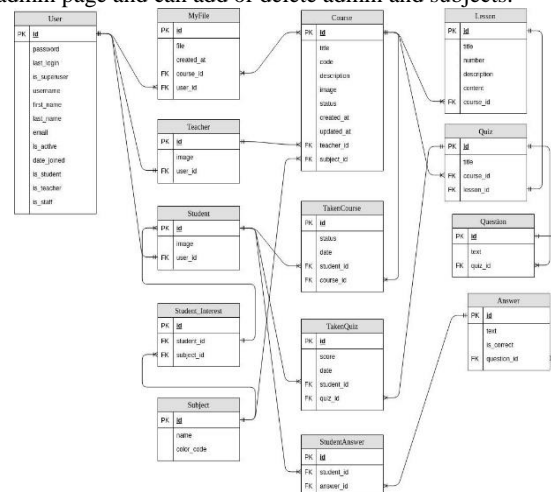 admin page and can add or delete admin and subjects.
User
PK id
password
last_login
is_superuser
username
first_name
last_name
email
is_active
date_joined
is_student
is_teacher
is_staff
MyFile
PK id
file
created_at
FK course_id
FK user_id
Teacher
PK id
image
FK user_id
Student
PK id
image
FK user_id
Student_Interest
PK id
FK student_id
FK subject_id
Subject
PK id
name
color_code
Course
PK id
title
code
description
image
status
created_at
updated_at
FK teacher_id
FK subject_id
TakenCourse
PK id
status
date
FK student_id
FK course_id
TakenQuiz
PK id
score
date
FK student_id
FK quiz_id
StudentAnswer
PK id
FK student_id
FK answer_id
Lesson
PK id
title
number
description
content
FK course_id
Quiz
PK id
title
FK course_id
FK lesson_id
Question
PK id
text
FK quiz_id
Answer
PK id
text
is_correct
FK question_id